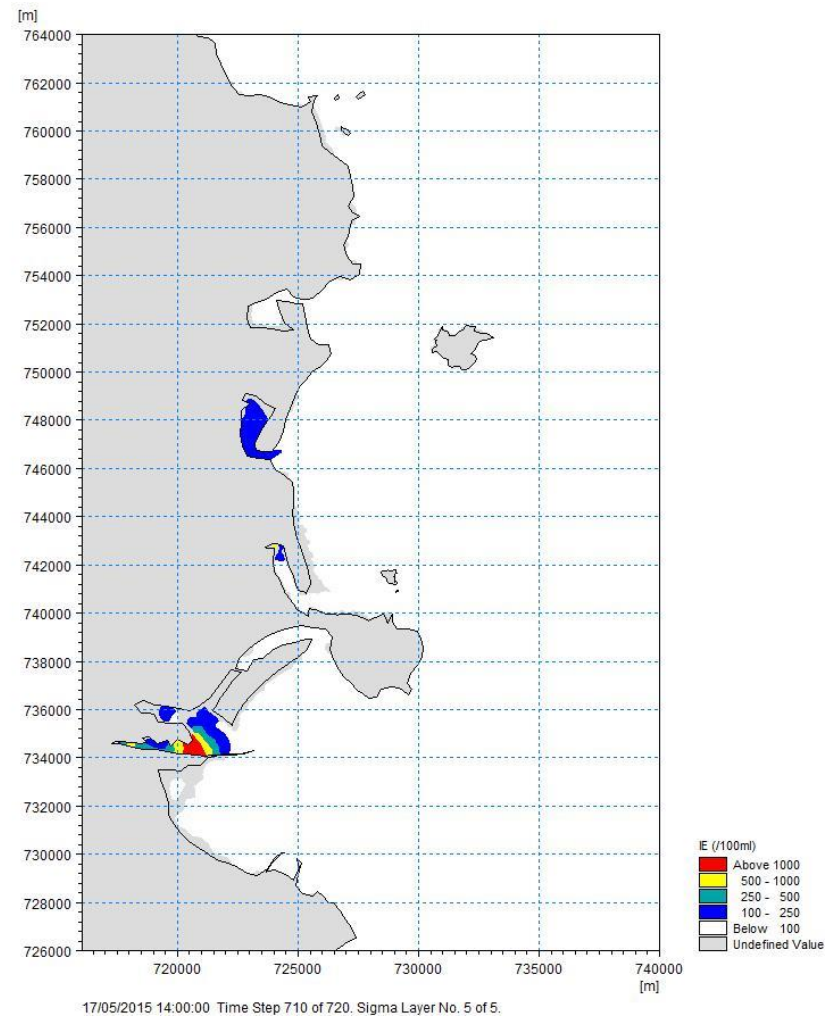 [m]
764000
762000
760000
758000
756000
754000
752000
750000
748000
746000
744000
742000
740000
738000
736000
734000
732000
730000
728000
726000
720000 725000 730000 735000 740000
[m]
IE (/100ml)
Above 1000
500 - 1000
250 - 500
100 - 250
Below 100
Undefined Value
17/05/2015 14:00:00 Time Step 710 of 720. Sigma Layer No. 5 of 5.